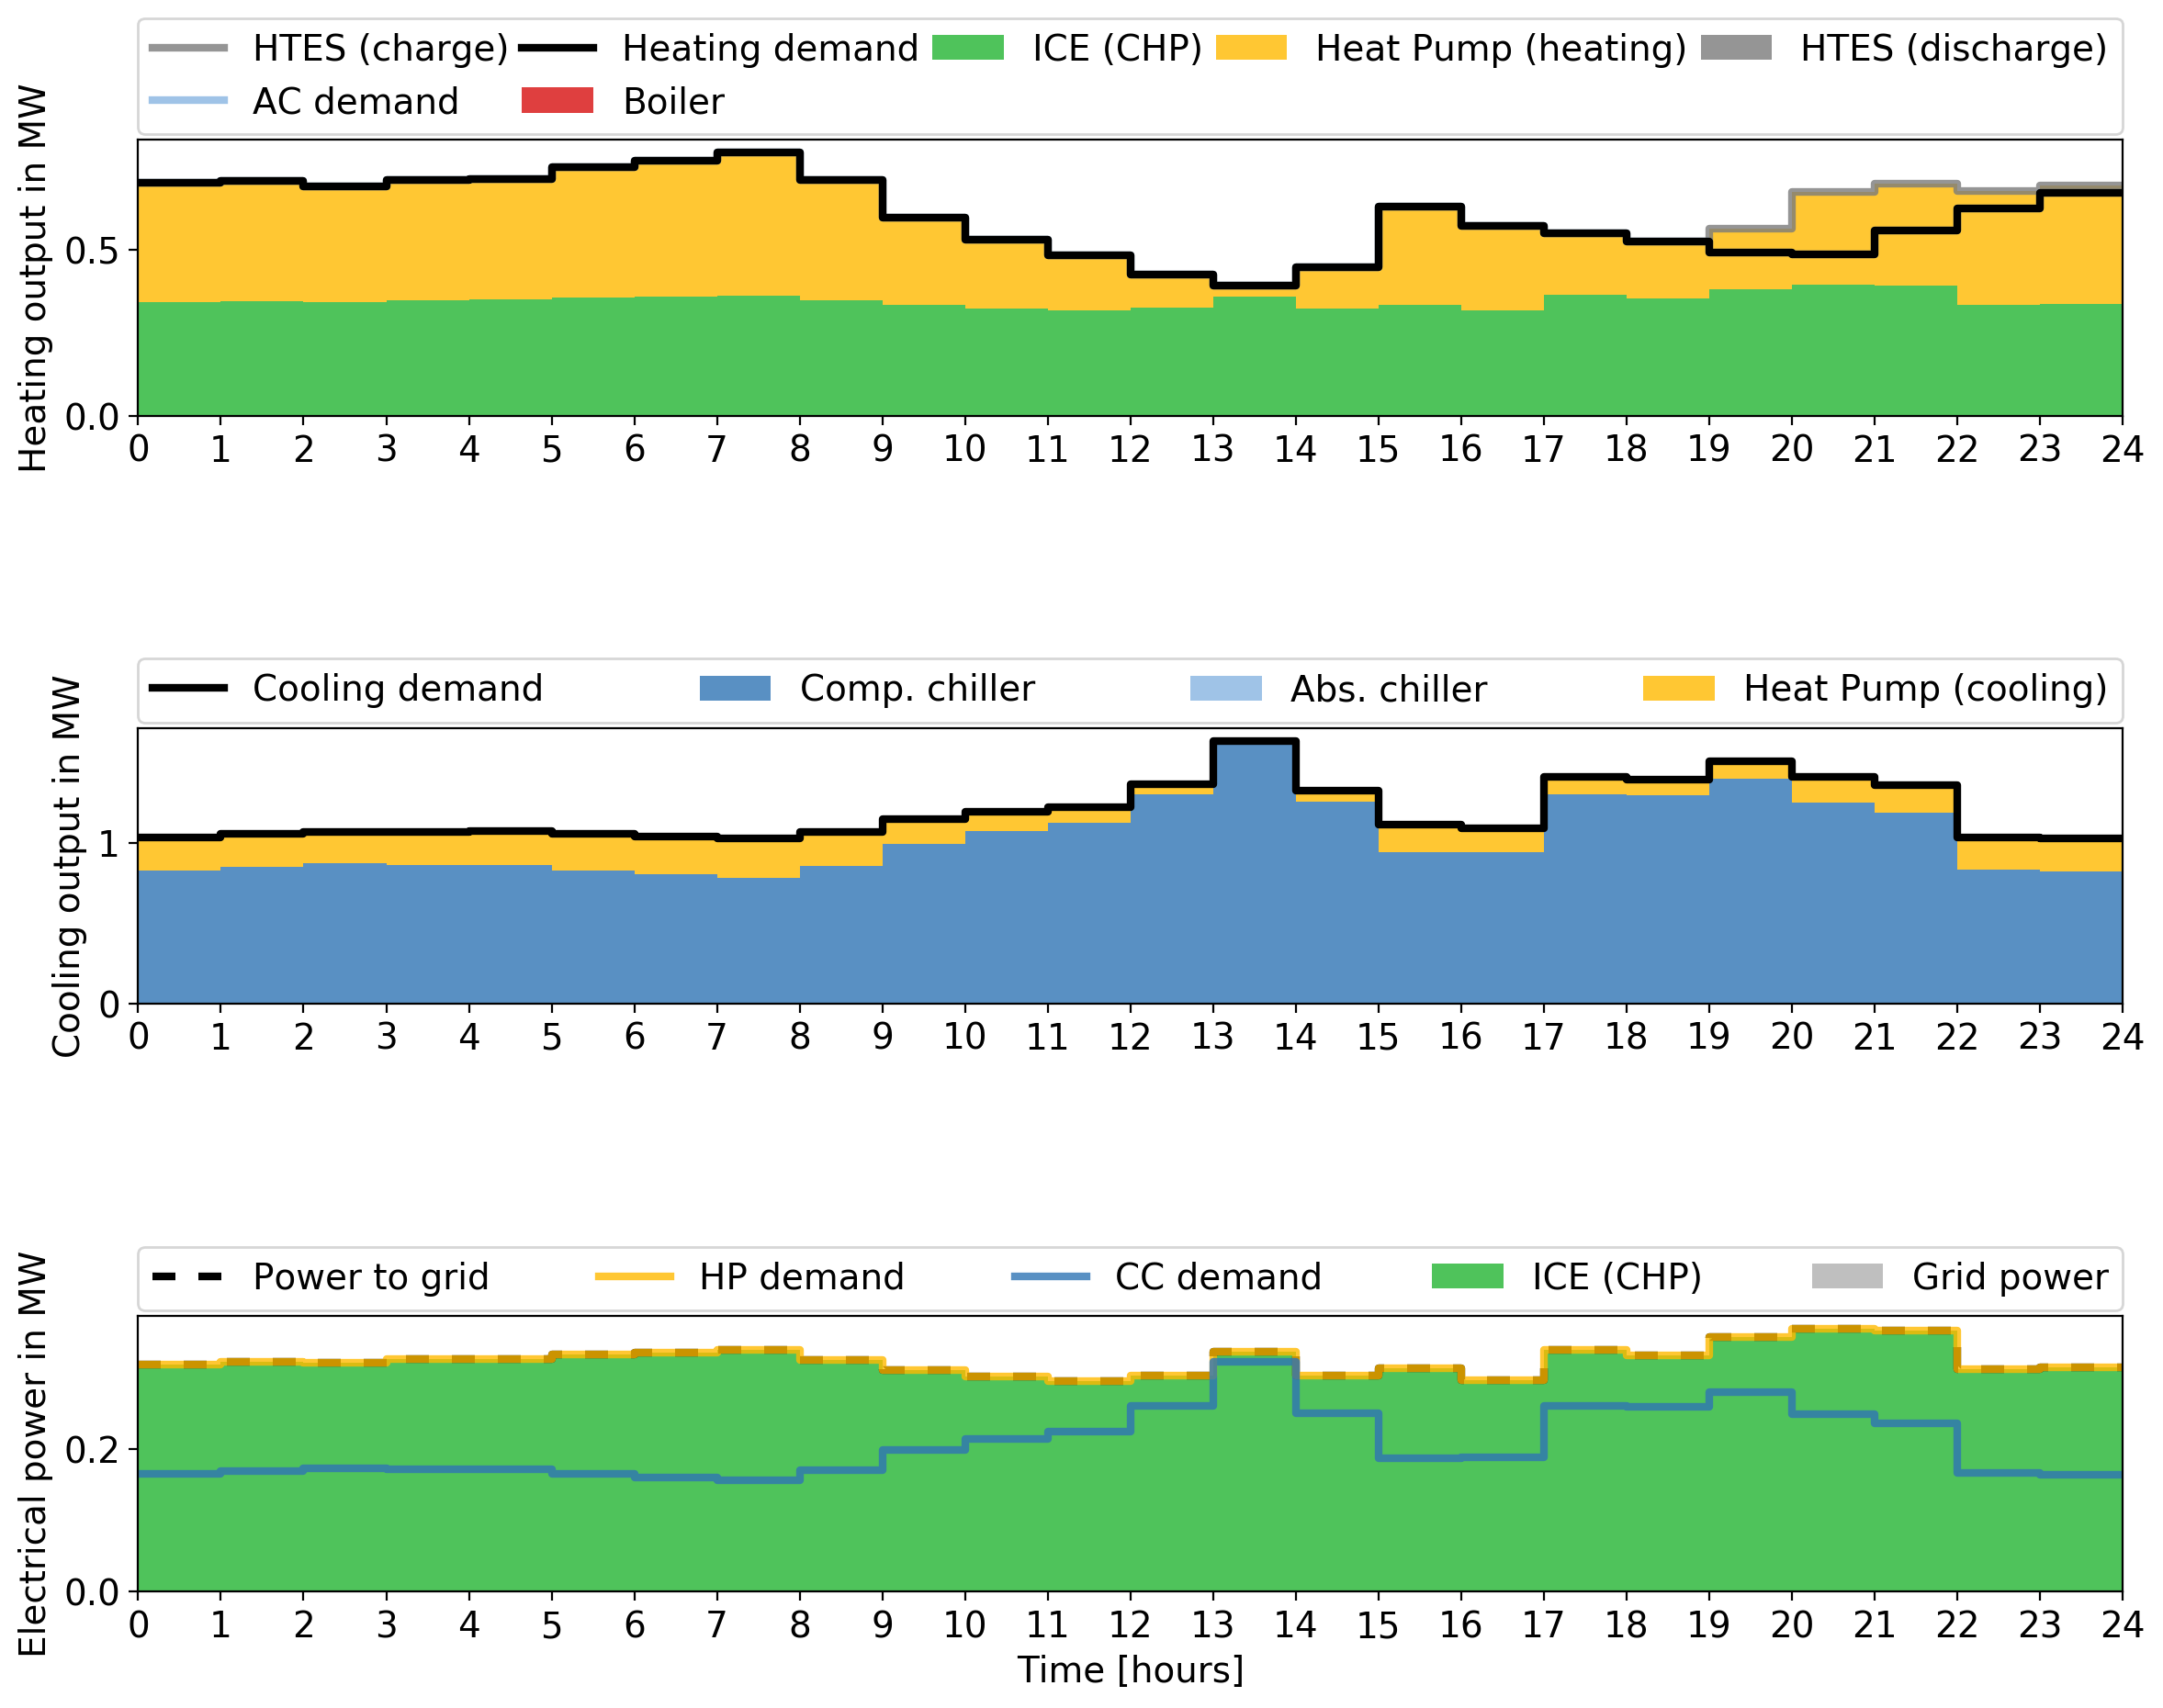 HTES (charge) Heating demand ICE (CHP) Heat Pump (heating) HTES (discharge)
AC demand Boiler
Heating output in MW
0.5
0.0
0 1 2 3 4 5 6 7 8 9 10 11 12 13 14 15 16 17 18 19 20 21 22 23 24
Cooling demand Comp. chiller Abs. chiller Heat Pump (cooling)
Cooling output in MW
1
0
0 1 2 3 4 5 6 7 8 9 10 11 12 13 14 15 16 17 18 19 20 21 22 23 24
Power to grid HP demand CC demand ICE (CHP) Grid power
Electrical power in MW
0.2
0.0
0 1 2 3 4 5 6 7 8 9 10 11 12 13 14 15 16 17 18 19 20 21 22 23 24
Time [hours]